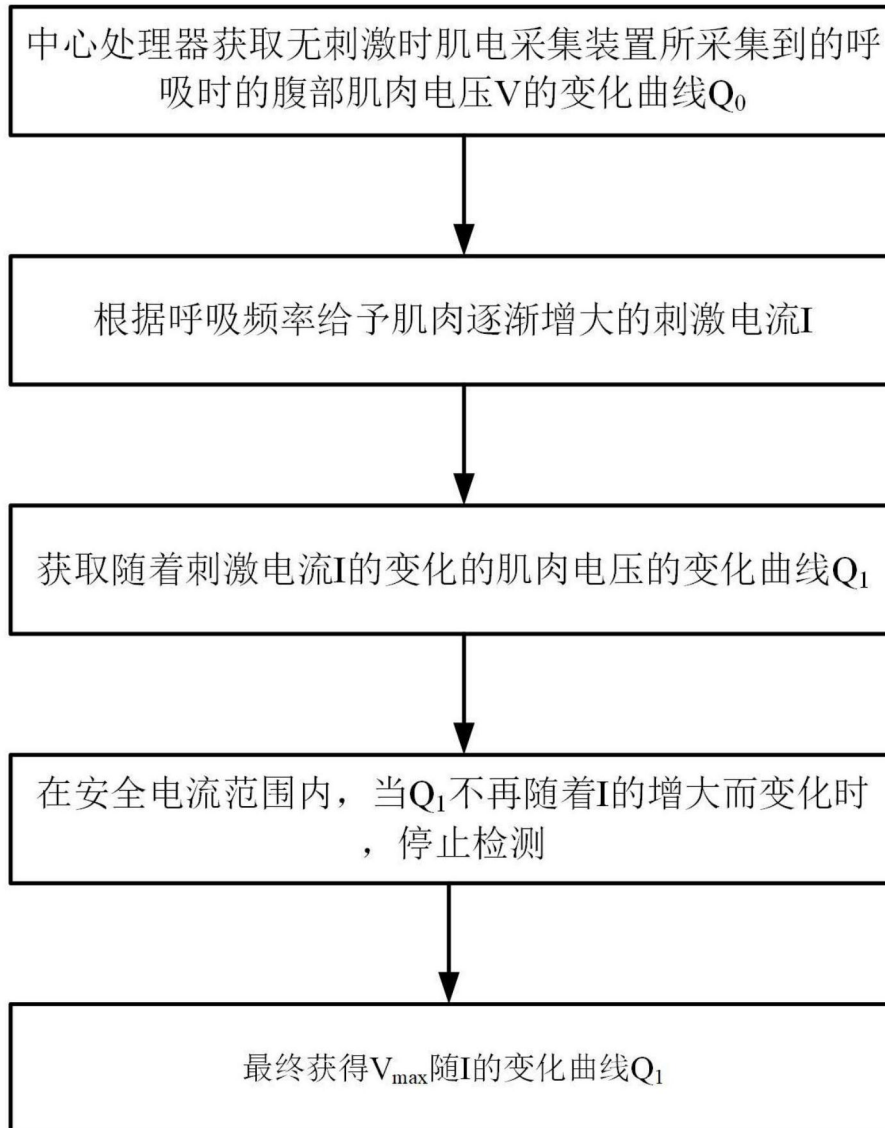 中心处理器获取无刺激时肌电采集装置所采集到的呼
吸时的腹部肌肉电压V的变化曲线Q₀
根据呼吸频率给予肌肉逐渐增大的刺激电流I
获取随着刺激电流I的变化的肌肉电压的变化曲线Q₁
在安全电流范围内，当Q₁不再随着I的增大而变化时
，停止检测
最终获得Vmax随I的变化曲线Q₁